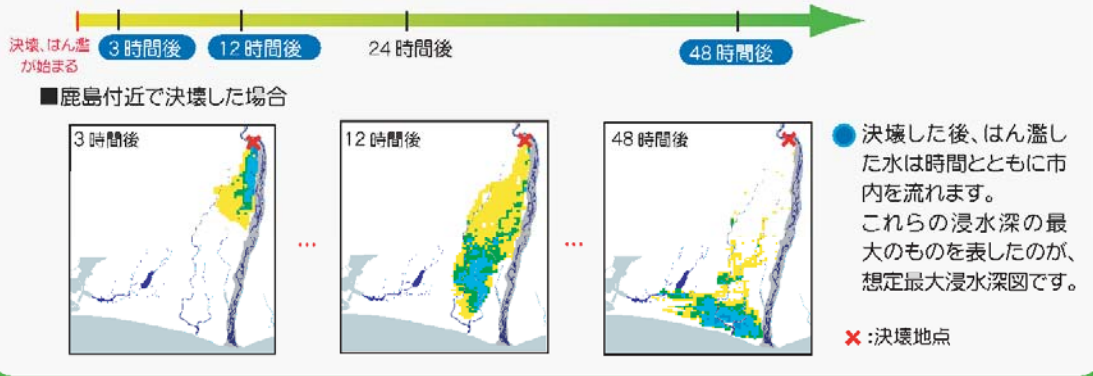 決壊、はん濫
が始まる
3時間後
12時間後
24時間後
48時間後
■鹿島付近で決壊した場合
3時間後
12時間後
48時間後
…
…
●決壊した後、はん濫し
た水は時間とともに市
内を流れます。
これらの浸水深の最
大のものを表したのが、
想定最大浸水深図です。
×:決壊地点